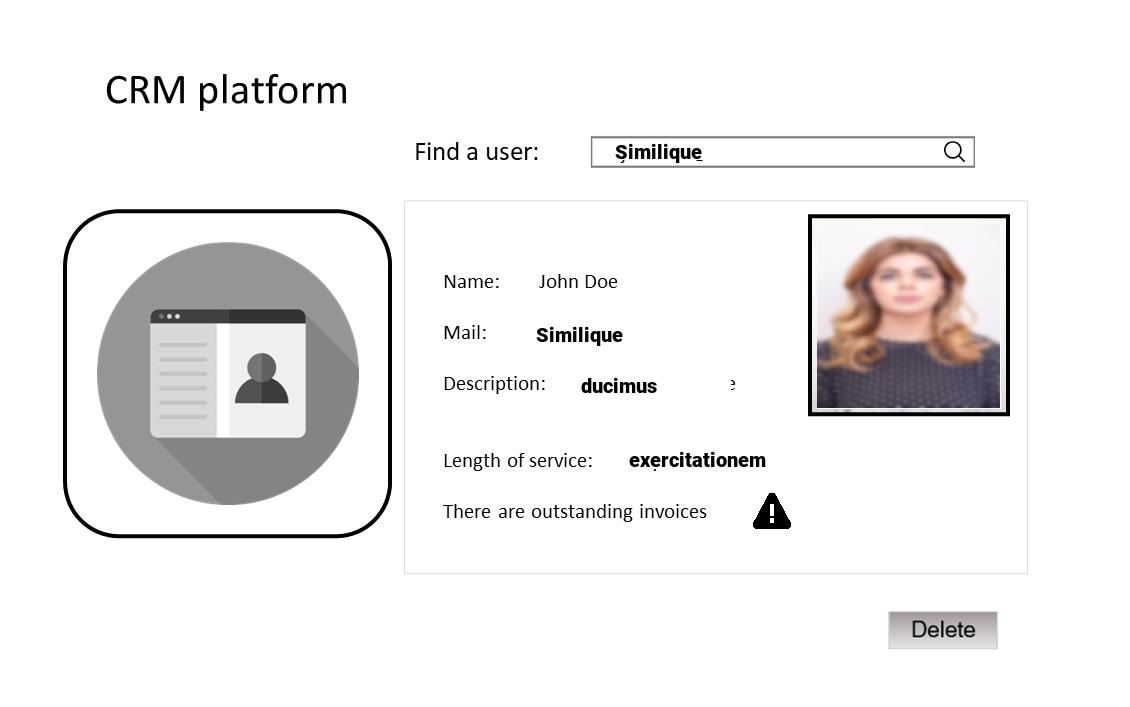 CRM platform
Find a user: Similique
Name: John Doe
Mail: Similique
Description: ducimus e
Length of service: exercitationem
There are outstanding invoices
Delete